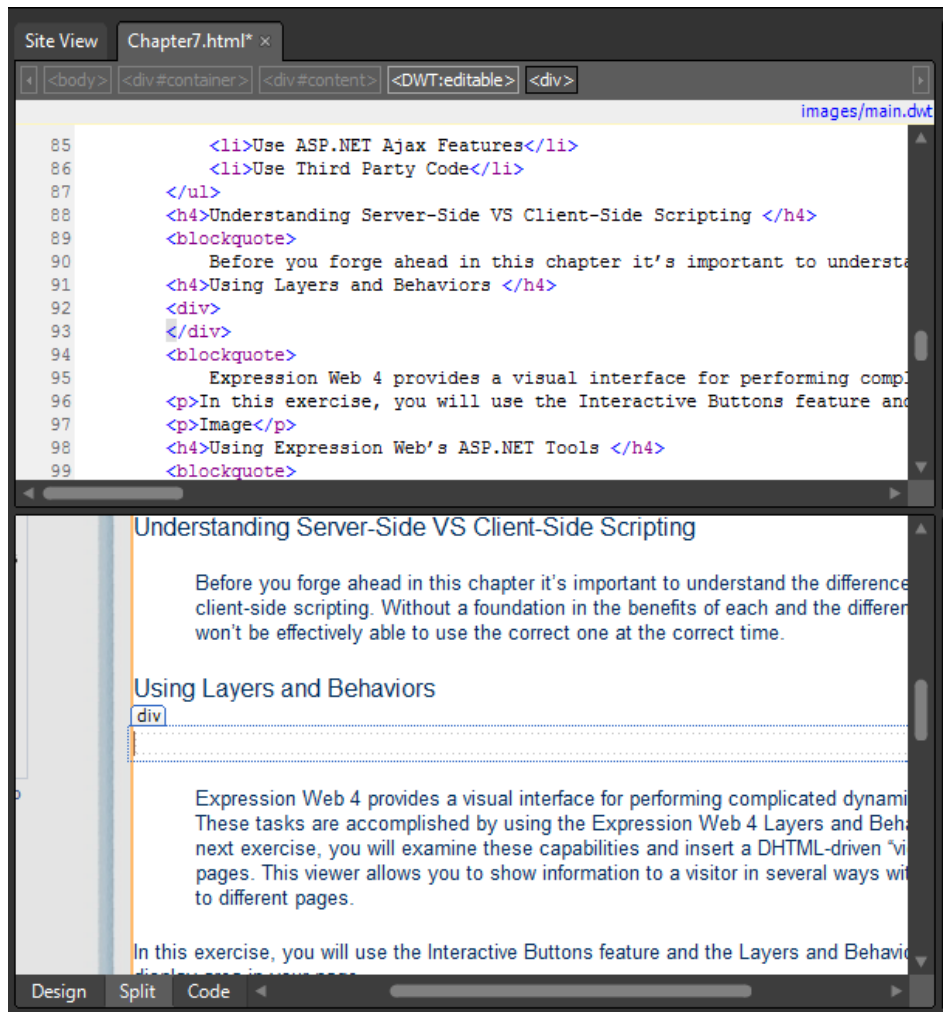 Site View Chapter7.html* ×
<body> <div#container> <div#content> <DWT:editable> <div>
images/main.dwt
85 <li>Use ASP.NET Ajax Features</li>
86 <li>Use Third Party Code</li>
87 </ul>
88 <h4>Understanding Server-Side VS Client-Side Scripting </h4>
89 <blockquote>
90 Before you forge ahead in this chapter it's important to understa
91 <h4>Using Layers and Behaviors </h4>
92 <div>
93 </div>
94 <blockquote>
95 Expression Web 4 provides a visual interface for performing compl
96 <p>In this exercise, you will use the Interactive Buttons feature and
97 <p>Image</p>
98 <h4>Using Expression Web's ASP.NET Tools </h4>
99 <blockquote>
Understanding Server-Side VS Client-Side Scripting
Before you forge ahead in this chapter it's important to understand the difference
client-side scripting. Without a foundation in the benefits of each and the differen
won't be effectively able to use the correct one at the correct time.
Using Layers and Behaviors
div
Expression Web 4 provides a visual interface for performing complicated dynami
These tasks are accomplished by using the Expression Web 4 Layers and Beha
next exercise, you will examine these capabilities and insert a DHTML-driven “vi
pages. This viewer allows you to show information to a visitor in several ways wit
to different pages.
In this exercise, you will use the Interactive Buttons feature and the Layers and Behavio
display area in your page
Design Split Code